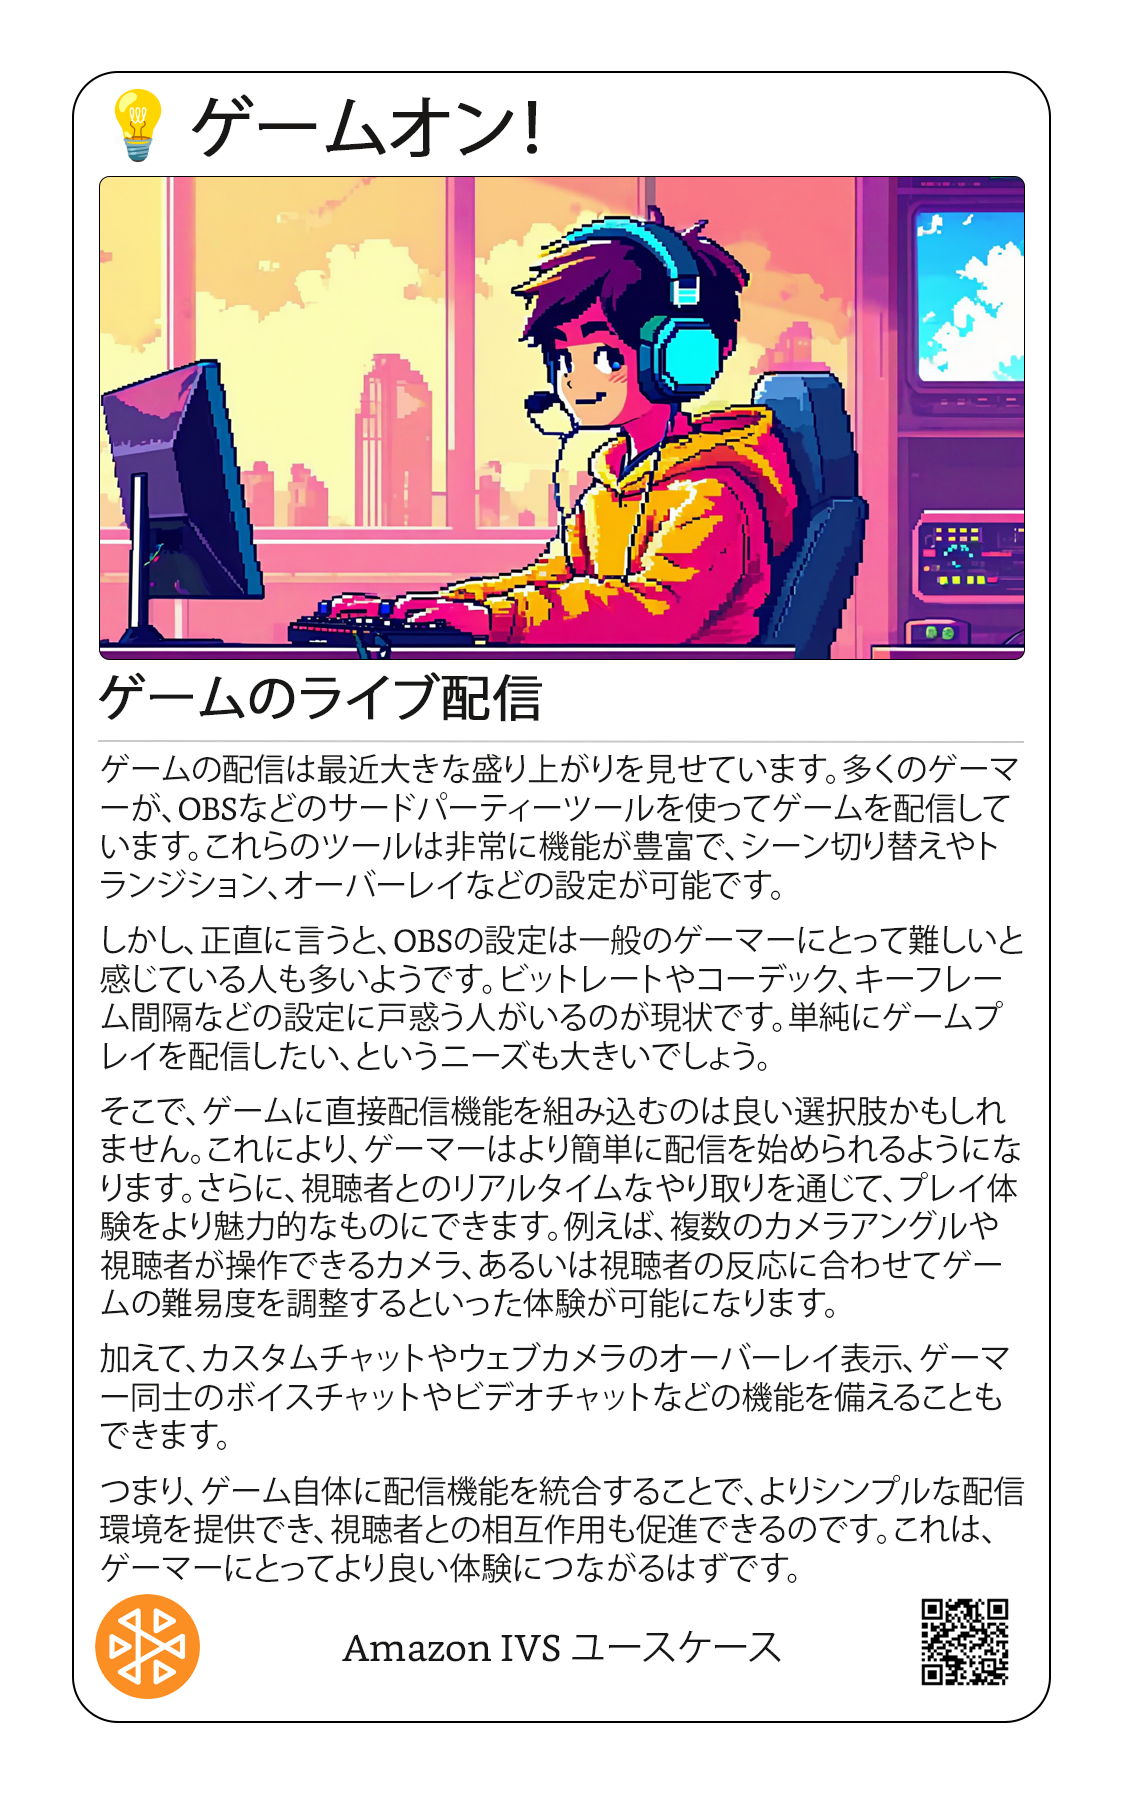 ゲームオン!
ゲームのライブ配信
ゲームの配信は最近大きな盛り上がりを見せています。多くのゲーマ
ーが、OBSなどのサードパーティーツールを使ってゲームを配信して
います。これらのツールは非常に機能が豊富で、シーン切り替えやト
ランジション、オーバーレイなどの設定が可能です。
しかし、正直に言うと、OBSの設定は一般のゲーマーにとって難しいと
感じている人も多いようです。ビットレートやコーデック、キーフレー
ム間隔などの設定に戸惑う人がいるのが現状です。単純にゲームプ
レイを配信したい、というニーズも大きいでしょう。
そこで、ゲームに直接配信機能を組み込むのは良い選択肢かもしれ
ません。これにより、ゲーマーはより簡単に配信を始められるようにな
ります。さらに、視聴者とのリアルタイムなやり取りを通じて、プレイ体
験をより魅力的なものにできます。例えば、複数のカメラアングルや
視聴者が操作できるカメラ、あるいは視聴者の反応に合わせてゲー
ムの難易度を調整するといった体験が可能になります。
加えて、カスタムチャットやウェブカメラのオーバーレイ表示、ゲーマ
ー同士のボイスチャットやビデオチャットなどの機能を備えることも
できます。
つまり、ゲーム自体に配信機能を統合することで、よりシンプルな配信
環境を提供でき、視聴者との相互作用も促進できるのです。これは、
ゲーマーにとってより良い体験につながるはずです。
Amazon IVS ユースケース